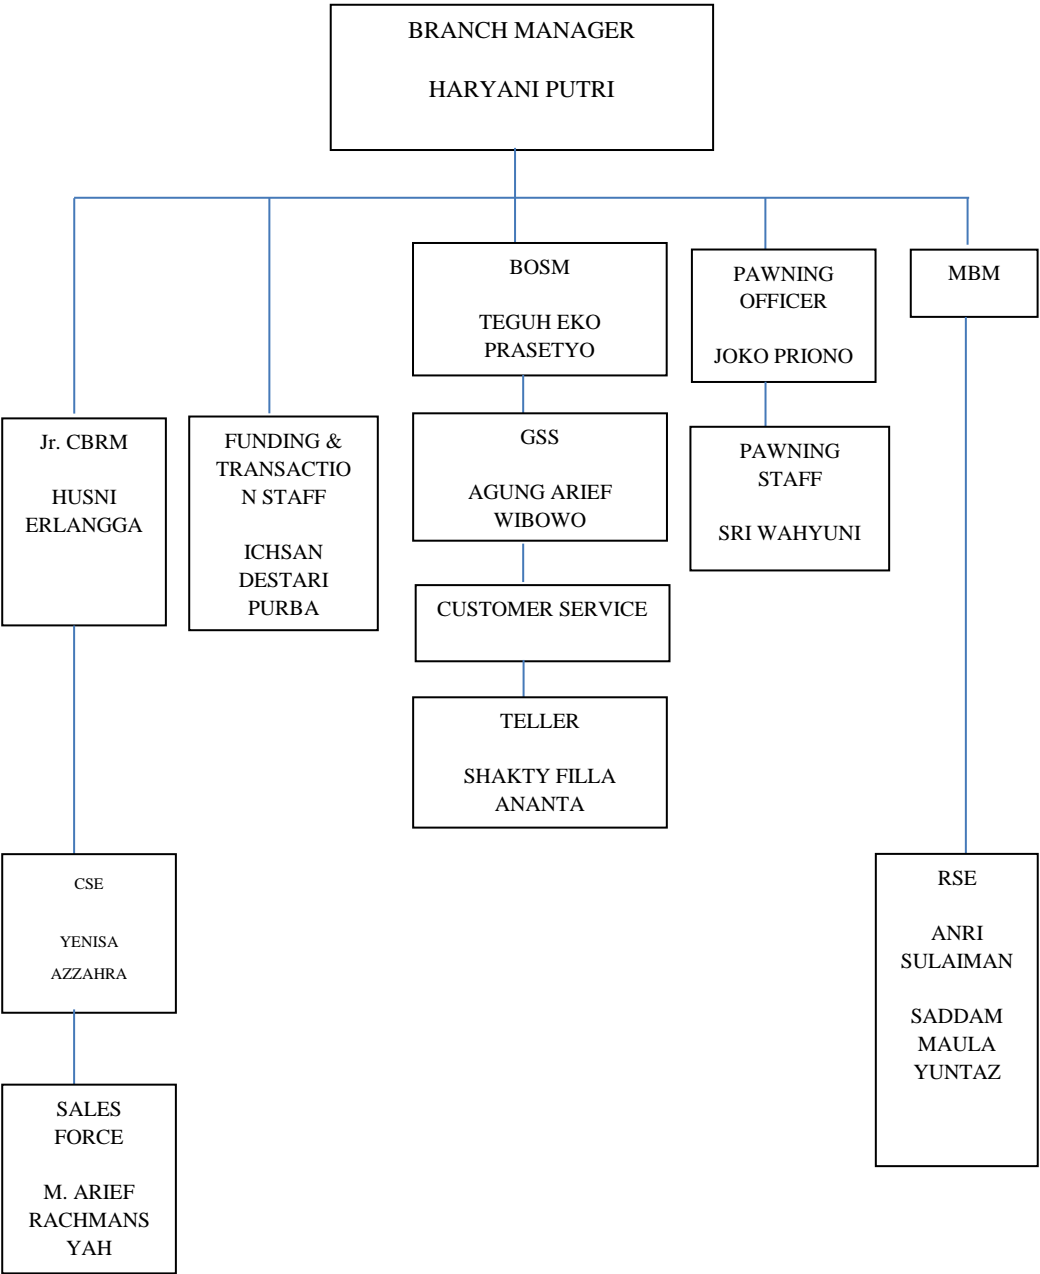 BRANCH MANAGER
HARYANI PUTRI
BOSM
TEGUH EKO
PRASETYO
PAWNING
OFFICER
JOKO PRIONO
MBM
Jr. CBRM
HUSNI
ERLANGGA
FUNDING &
TRANSACTIO
N STAFF
ICHSAN
DESTARI
PURBA
GSS
AGUNG ARIEF
WIBOWO
PAWNING
STAFF
SRI WAHYUNI
CUSTOMER SERVICE
TELLER
SHAKTY FILLA
ANANTA
CSE
YENISA
AZZAHRA
RSE
ANRI
SULAIMAN
SADDAM
MAULA
YUNTAZ
SALES
FORCE
M. ARIEF
RACHMANS
YAH